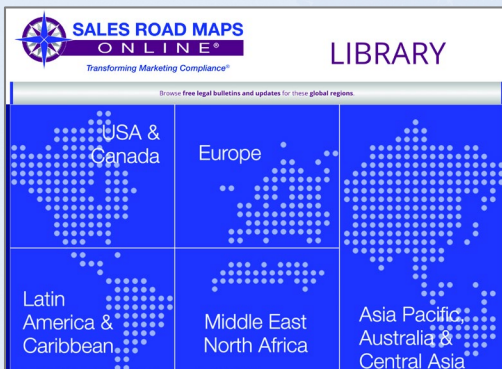 SALES ROAD MAPS
ONLINE®
Transforming Marketing Compliance®
LIBRARY
Browse free legal bulletins and updates for these global regions.
USA &
Canada
Europe
Latin
America &
Caribbean
Middle East
North Africa
Asia Pacific,
Australia &
Central Asia